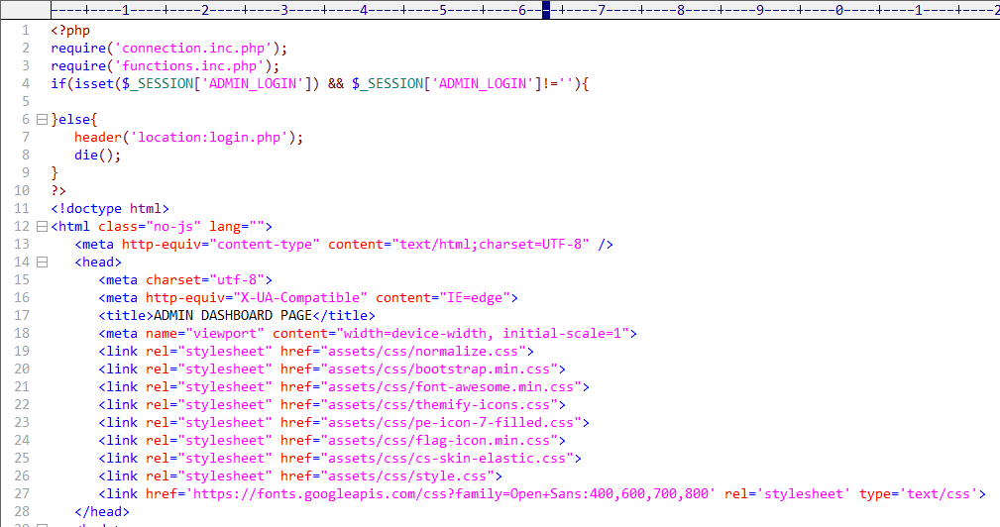 ----+----1----+----2----+----3----+----4----+----5----+----6----+----7----+----8----+----9----+----0----+----1----+----2
1 <?php
2 require('connection.inc.php');
3 require('functions.inc.php');
4 if(isset($_SESSION['ADMIN_LOGIN']) && $_SESSION['ADMIN_LOGIN']!=''){
5
6 }else{
7    header('location:login.php');
8    die();
9 }
10 ?>
11 <!doctype html>
12 <html class="no-js" lang="">
13    <meta http-equiv="content-type" content="text/html;charset=UTF-8" />
14    <head>
15       <meta charset="utf-8">
16       <meta http-equiv="X-UA-Compatible" content="IE=edge">
17       <title>ADMIN DASHBOARD PAGE</title>
18       <meta name="viewport" content="width=device-width, initial-scale=1">
19       <link rel="stylesheet" href="assets/css/normalize.css">
20       <link rel="stylesheet" href="assets/css/bootstrap.min.css">
21       <link rel="stylesheet" href="assets/css/font-awesome.min.css">
22       <link rel="stylesheet" href="assets/css/themify-icons.css">
23       <link rel="stylesheet" href="assets/css/pe-icon-7-filled.css">
24       <link rel="stylesheet" href="assets/css/flag-icon.min.css">
25       <link rel="stylesheet" href="assets/css/cs-skin-elastic.css">
26       <link rel="stylesheet" href="assets/css/style.css">
27       <link href='https://fonts.googleapis.com/css?family=Open+Sans:400,600,700,800' rel='stylesheet' type='text/css'>
28    </head>